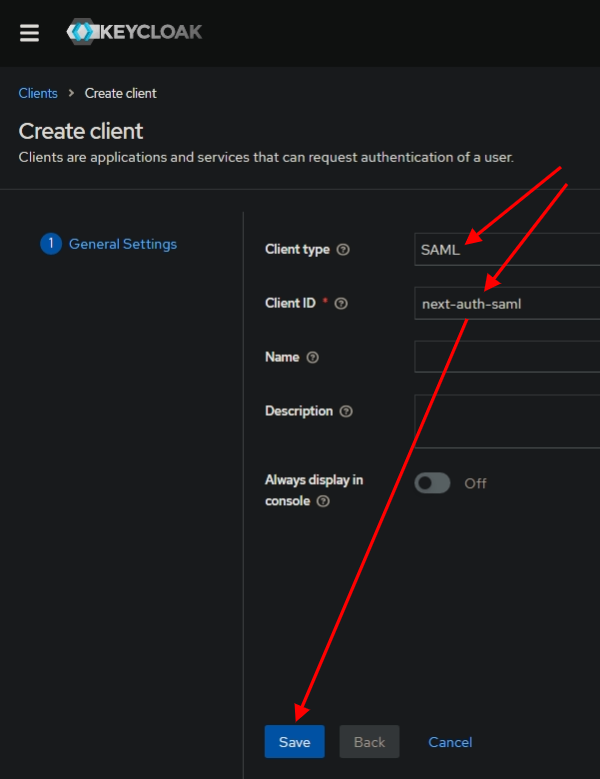 KEYCLOAK
Clients > Create client
Create client
Clients are applications and services that can request authentication of a user.
1 General Settings
Client type ?
SAML
Client ID * ?
next-auth-saml
Name ?
Description ?
Always display in
console ?
Off
Save Back Cancel